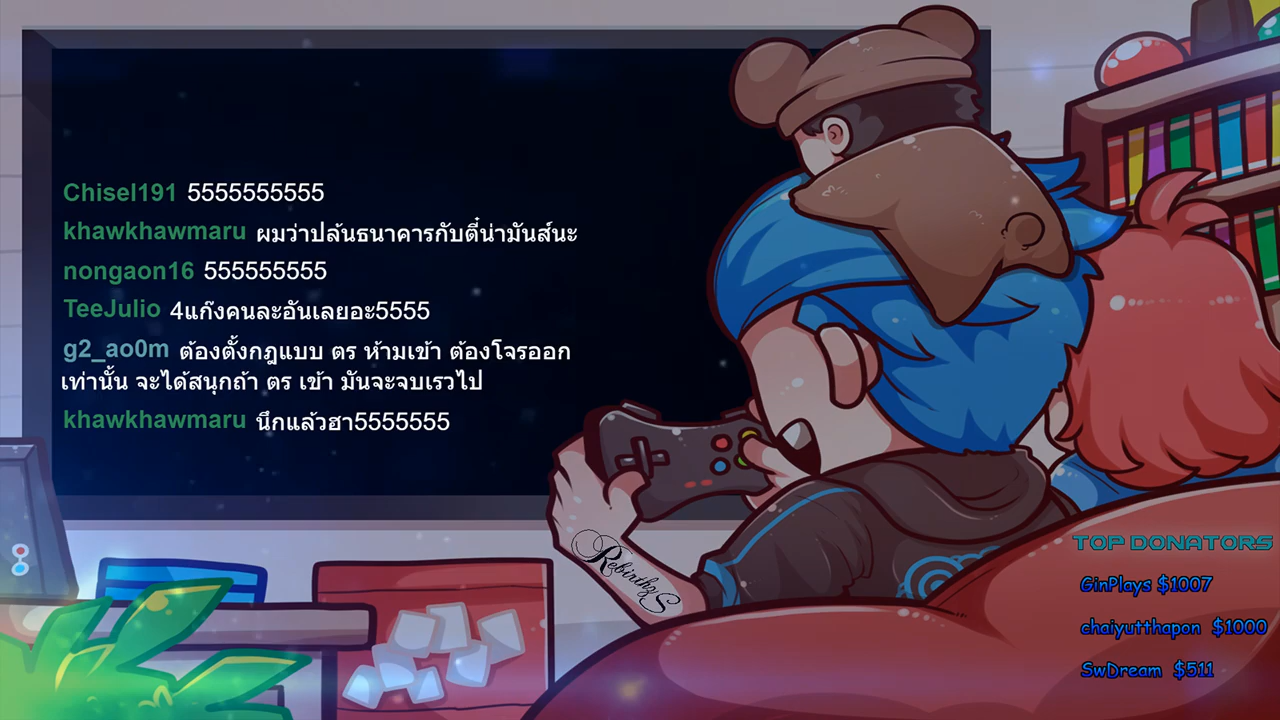 Chisel191 5555555555
khawkhawmaru ผมว่าปล้นธนาคารกับตี๋น่ามันส์นะ
nongaon16 555555555
TeeJulio 4แก๊งคนละอันเลยอะ5555
g2_ao0m ต้องตั้งกฎแบบ ตร ห้ามเข้า ต้องโจรออก
เท่านั้น จะได้สนุกถ้า ตร เข้า มันจะจบเรวไป
khawkhawmaru นึกแล้วฮา5555555
RebirthzS
TOP DONATORS
GinPlays $1007
chaiyutthapon $1000
SwDream $511